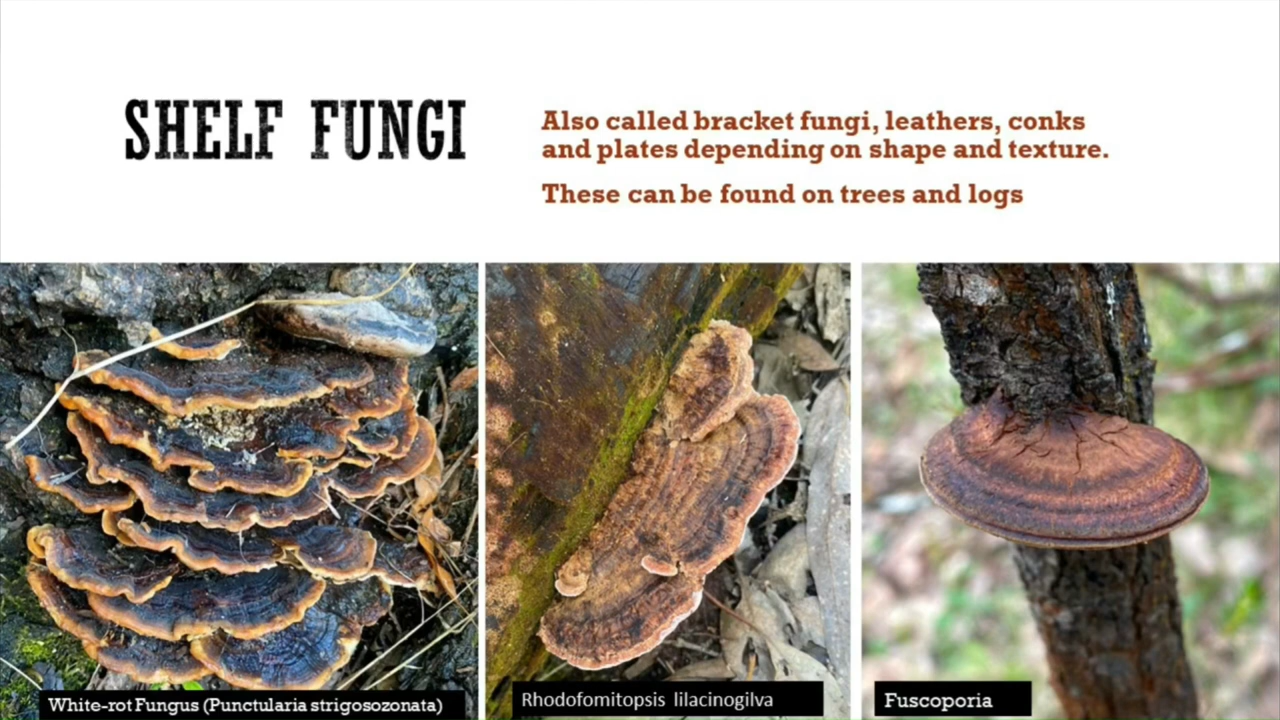 SHELF FUNGI
Also called bracket fungi, leathers, conks
and plates depending on shape and texture.
These can be found on trees and logs
White-rot Fungus (Punctularia strigosozonata)
Rhodofomitopsis lilacinogilva
Fuscoporia